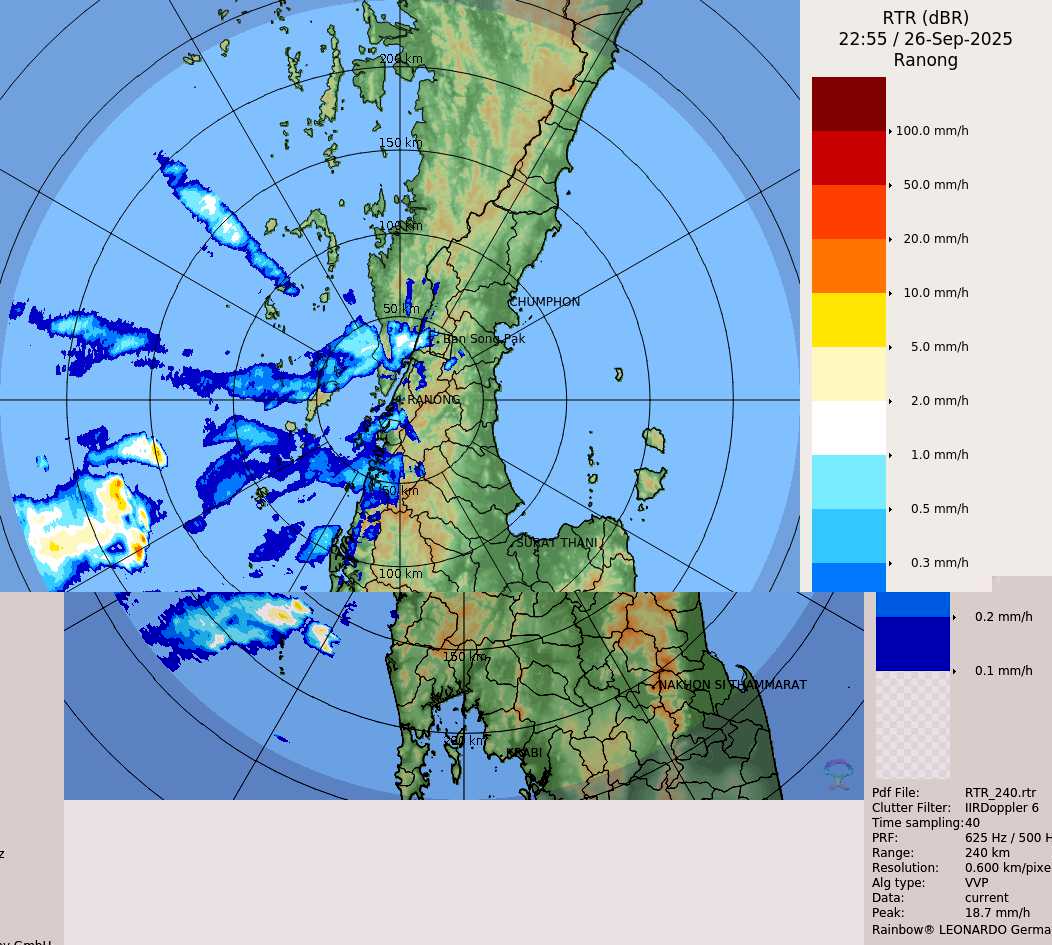 RTR (dBR)
22:55 / 26-Sep-2025
Ranong
100.0 mm/h
50.0 mm/h
20.0 mm/h
10.0 mm/h
5.0 mm/h
2.0 mm/h
1.0 mm/h
0.5 mm/h
0.3 mm/h
0.2 mm/h
0.1 mm/h
200 km
150 km
100 km
50 km
CHUMPHON
Ban Song Pak
RANONG
50 km
SURAT THANI
100 km
150 km
NAKHON SI THAMMARAT
200 km
KRABI
Pdf File: RTR_240.rtr
Clutter Filter: IIRDoppler 6
Time sampling:40
PRF: 625 Hz / 500 H
Range: 240 km
Resolution: 0.600 km/pixe
Alg type: VVP
Data: current
Peak: 18.7 mm/h
Rainbow® LEONARDO Germa
z
GmbH